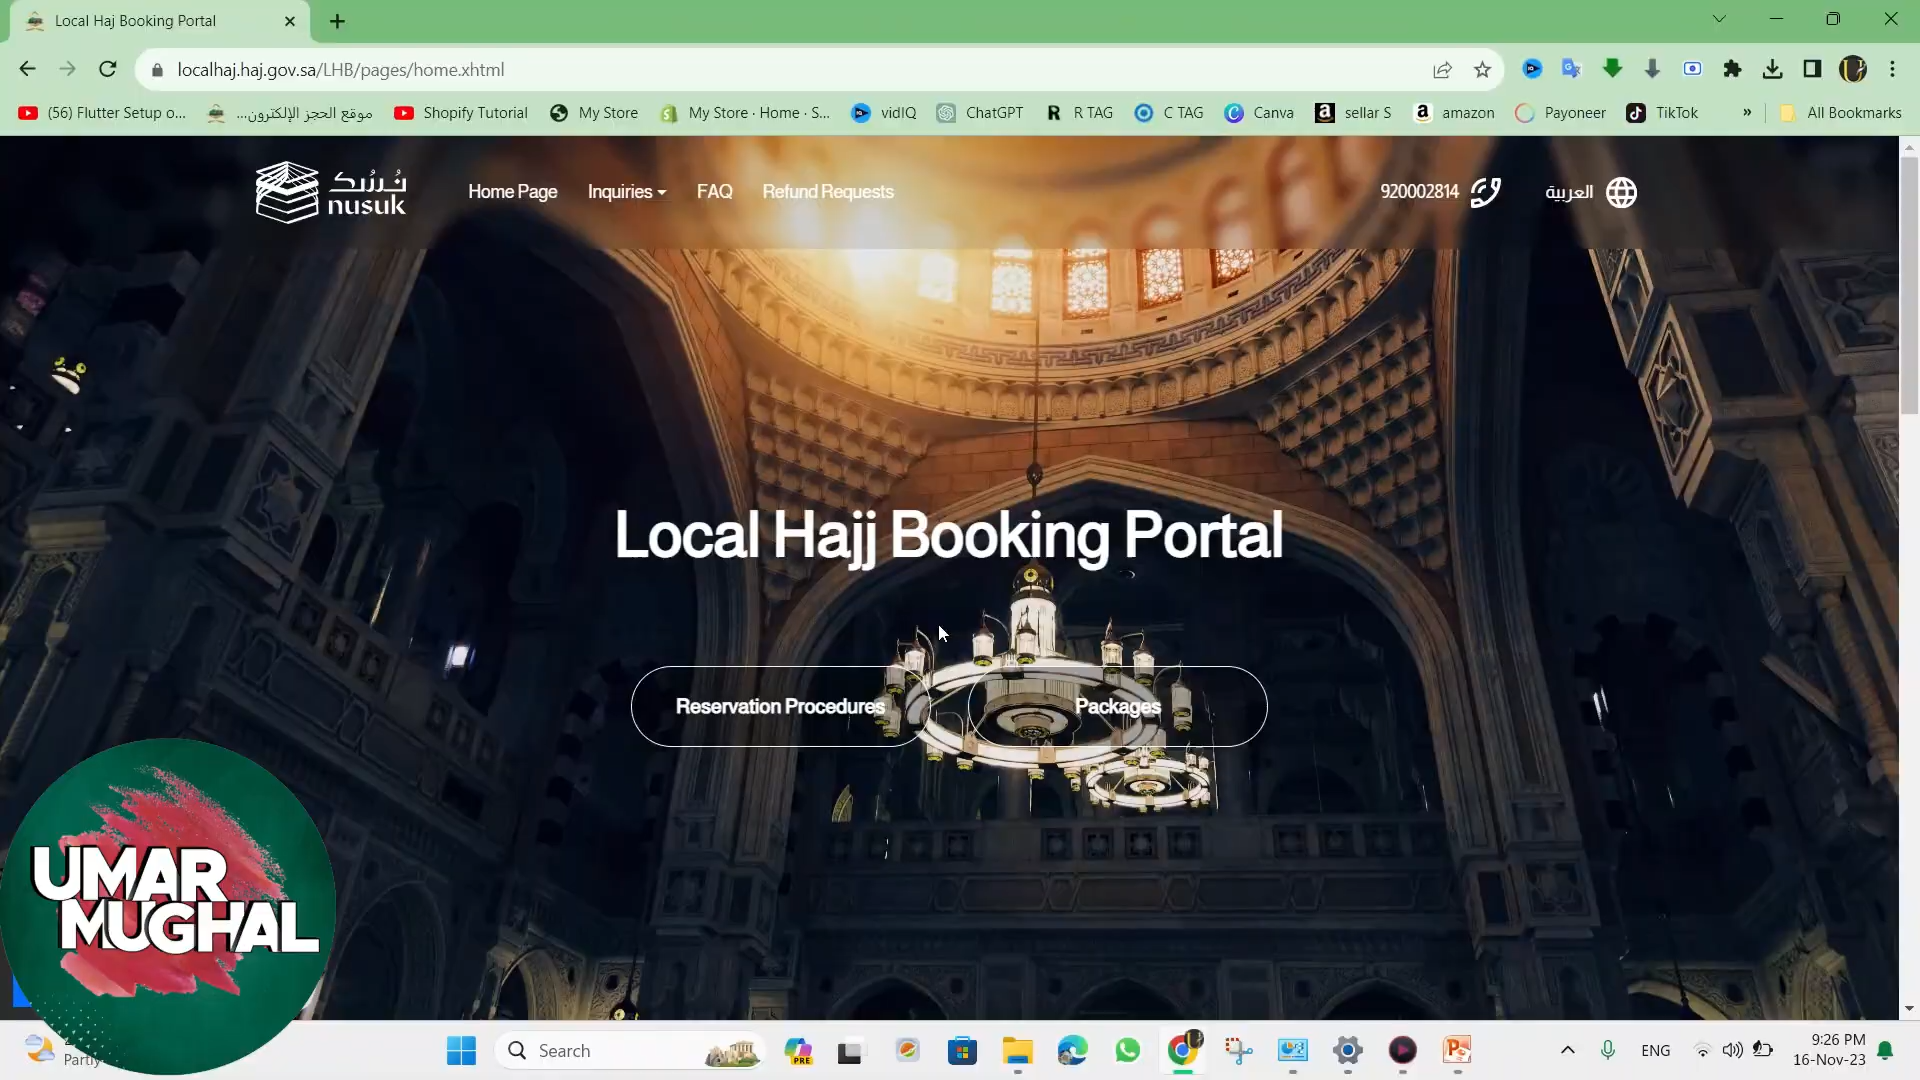 Local Haj Booking Portal
localhaj.haj.gov.sa/LHB/pages/home.xhtml
(56) Flutter Setup o...
موقع الحجز الإلكترون...
Shopify Tutorial
My Store
My Store · Home · S...
vidIQ
ChatGPT
R TAG
C TAG
Canva
sellar S
amazon
Payoneer
TikTok
»
All Bookmarks
نُسُك
nusuk
Home Page
Inquiries
FAQ
Refund Requests
920002814
العربية
Local Hajj Booking Portal
Reservation Procedures
Packages
UMAR
MUGHAL
Search
PRE
ENG
9:26 PM
16-Nov-23